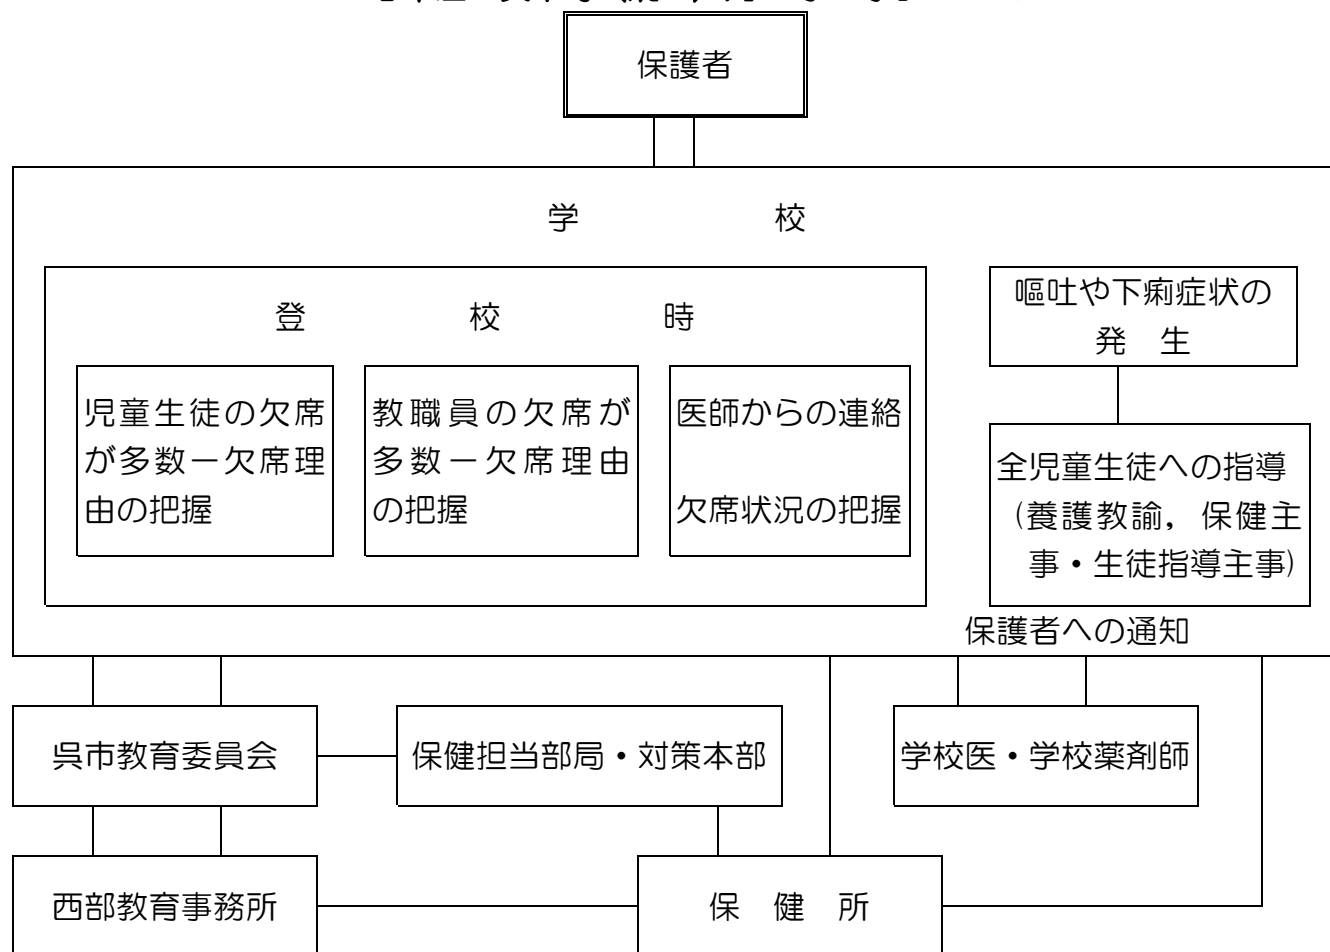 保護者
学校
登校時
児童生徒の欠席
が多数ー欠席理
由の把握
教職員の欠席が
多数ー欠席理由
の把握
医師からの連絡
欠席状況の把握
嘔吐や下痢症状の
発 生
全児童生徒への指導
(養護教諭,保健主
事・生徒指導主事)
保護者への通知
呉市教育委員会
保健担当部局・対策本部
学校医・学校薬剤師
西部教育事務所
保 健 所